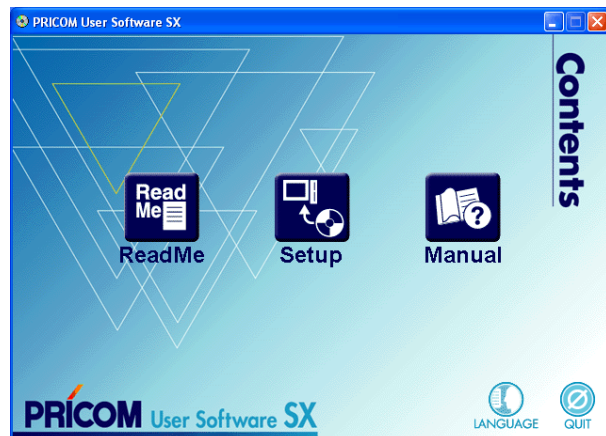 PRICOM User Software SX
Contents
Read
Me
ReadMe
Setup
Manual
PRICOM User Software SX
LANGUAGE
QUIT